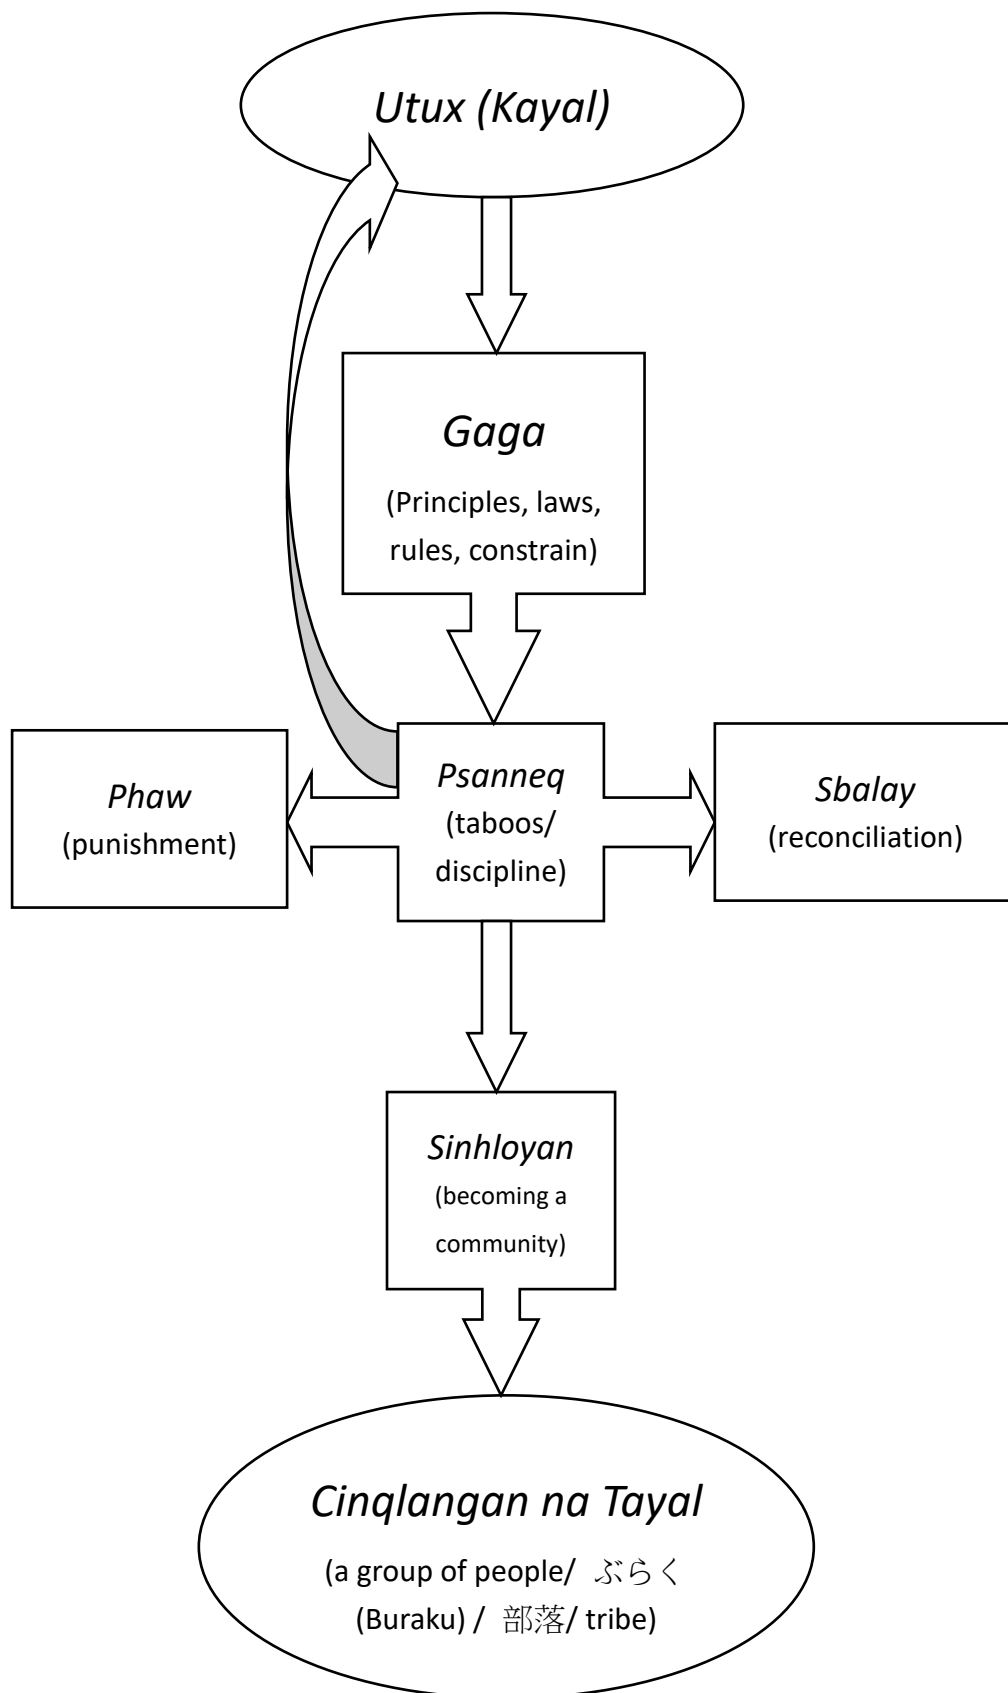 Utux (Kayal)
Gaga
(Principles, laws,
rules, constrain)
Phaw
(punishment)
Psanneq
(taboos/
discipline)
Sbalay
(reconciliation)
Sinhloyan
(becoming a
community)
Cinqlangan na Tayal
(a group of people/ ぶらく
(Buraku) / 部落/ tribe)